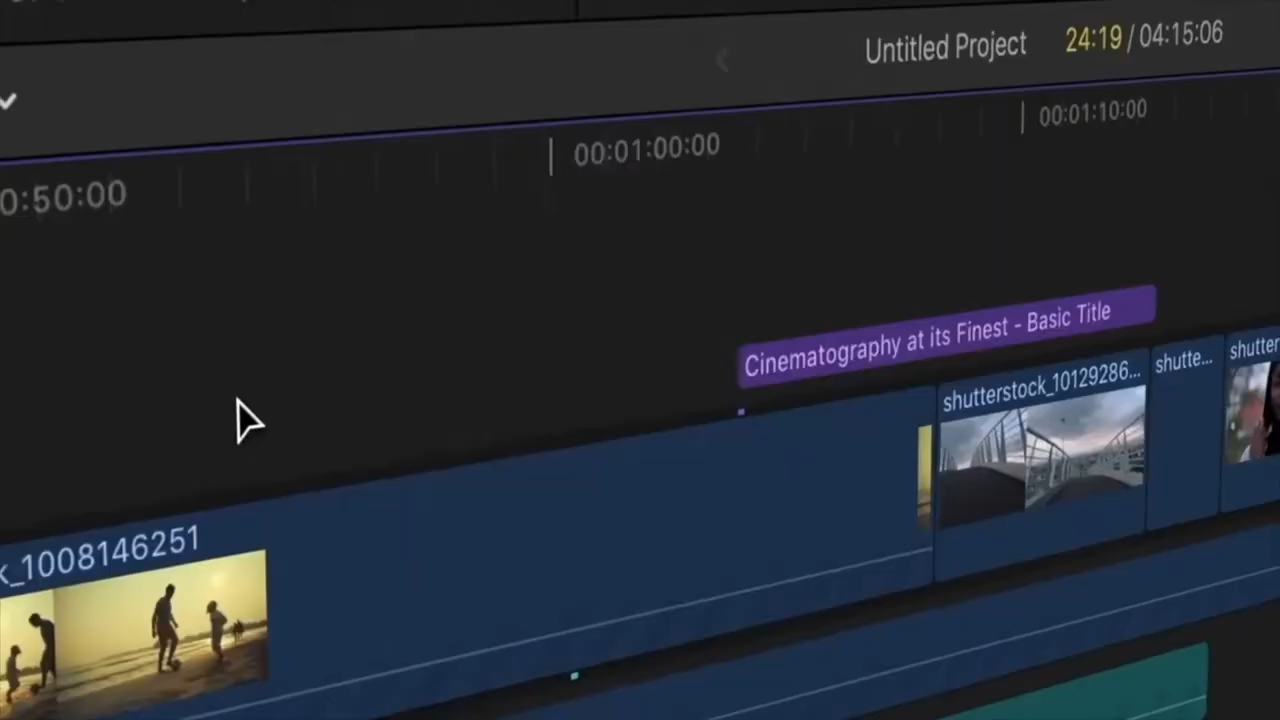 Untitled Project 24:19 / 04:15:06
0:50:00 00:01:00:00 00:01:10:00
Cinematography at its Finest - Basic Title
k_1008146251 shutterstock_10129286... shutte... shutter